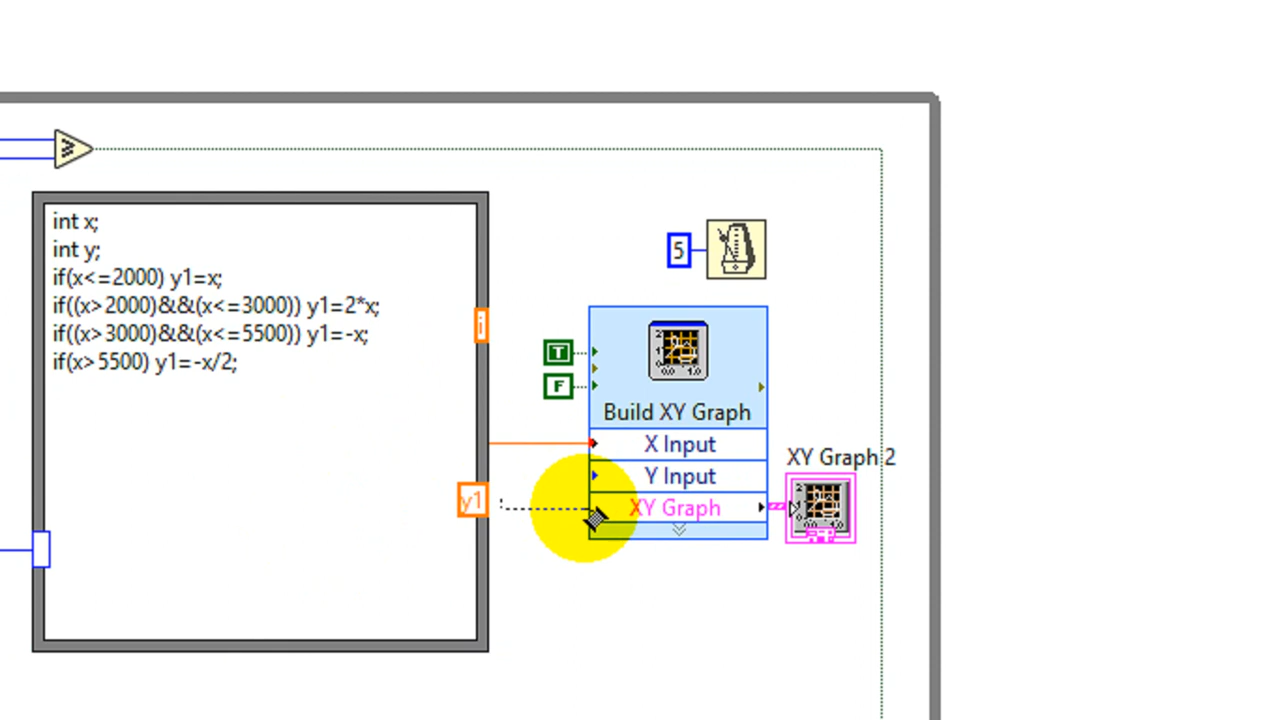 int x;
int y;
if(x<=2000) y1=x;
if((x>2000)&&(x<=3000)) y1=2*x;
if((x>3000)&&(x<=5500)) y1=-x;
if(x>5500) y1=-x/2;
i
y1
5
T
F
Build XY Graph
X Input
Y Input
XY Graph
XY Graph 2